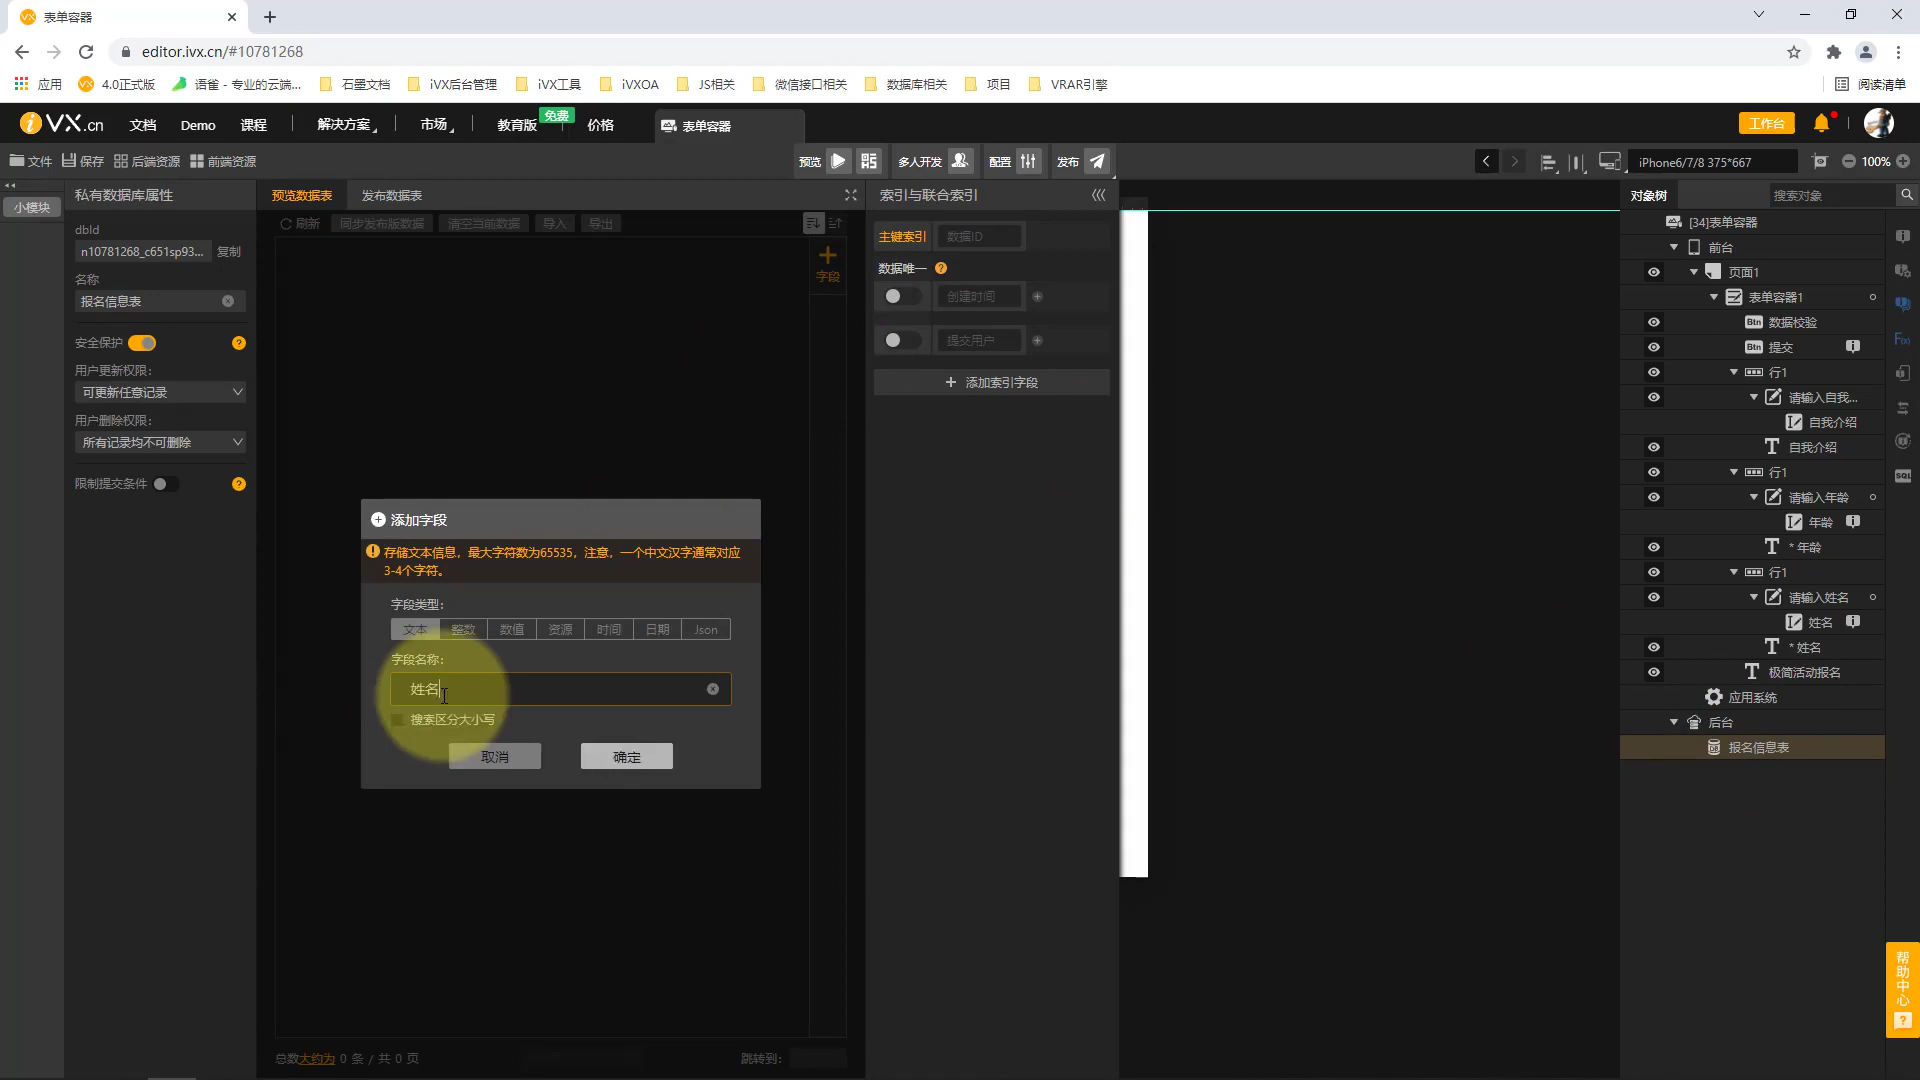 表单容器
editor.ivx.cn/#10781268
应用 4.0正式版 语雀 - 专业的云端... 石墨文档 iVX后台管理 iVX工具 iVXOA JS相关 微信接口相关 数据库相关 项目 VRAR引擎 阅读清单
iVX.cn 文档 Demo 课程 解决方案 市场 教育版 免费 价格 表单容器 工作台
文件 保存 后端资源 前端资源 预览 多人开发 配置 发布 iPhone6/7/8 375*667 100%
小模块
私有数据库属性
dbId
n10781268_c651sp93... 复制
名称
报名信息表
安全保护
用户更新权限:
可更新任意记录
用户删除权限:
所有记录均不可删除
限制提交条件
预览数据表 发布数据表
刷新 同步发布版数据 清空当前数据 导入 导出
字段
添加字段
存储文本信息，最大字符数为65535，注意，一个中文汉字通常对应
3-4个字符。
字段类型:
文本 整数 数值 资源 时间 日期 Json
字段名称:
姓名
搜索区分大小写
取消 确定
总数大约为 0 条 / 共 0 页 跳转到:
索引与联合索引
主键索引 数据ID
数据唯一
创建时间
提交用户
添加索引字段
对象树 搜索对象
[34]表单容器
前台
页面1
表单容器1
Btn 数据校验
Btn 提交
行1
请输入自我...
自我介绍
T 自我介绍
行1
请输入年龄
年龄
T * 年龄
行1
请输入姓名
姓名
T * 姓名
T 极简活动报名
应用系统
后台
报名信息表
F(x)
SQL
帮助中心